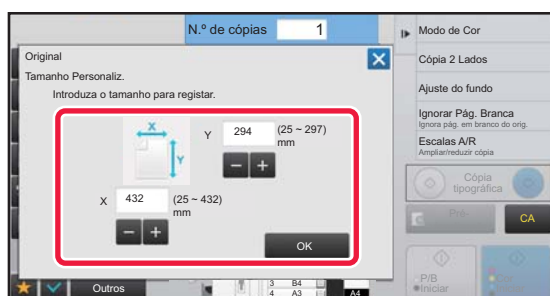 N.º de cópias 1
Original
Tamanho Personaliz.
Introduza o tamanho para registar.
X
Y
Y 294 (25 ~ 297)
mm
X 432 (25 ~ 432)
mm
OK
Outros
3 B4
4 A3
A4
Modo de Cor
Cópia 2 Lados
Ajuste do fundo
Ignorar Pág. Branca
Ignora pág. em branco do orig.
Escalas A/R
Ampliar/reduzir cópia
Cópia
tipográfica
CA
P/B
Iniciar